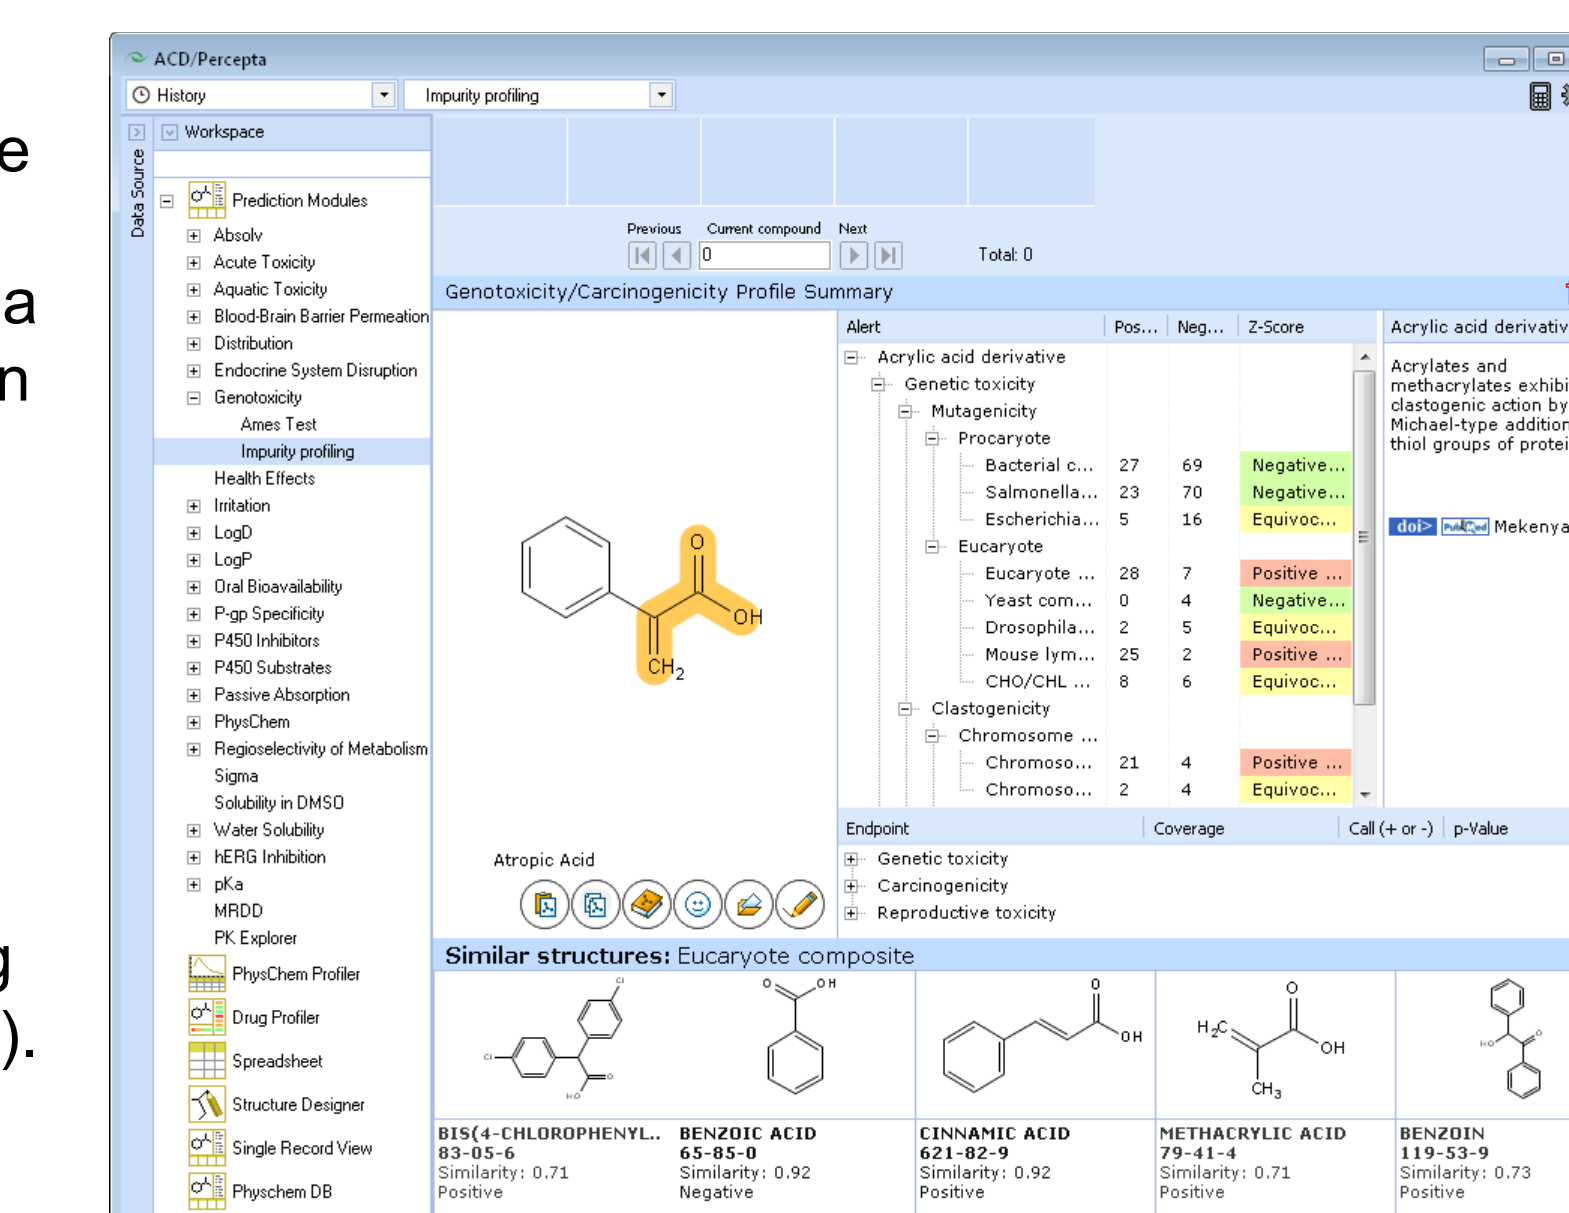 e
a
n
g
).
ACD/Percepta
History
Impurity profiling
Data Source
Workspace
Prediction Modules
Absolv
Acute Toxicity
Aquatic Toxicity
Blood-Brain Barrier Permeation
Distribution
Endocrine System Disruption
Genotoxicity
Ames Test
Impurity profiling
Health Effects
Irritation
LogD
LogP
Oral Bioavailability
P-gp Specificity
P450 Inhibitors
P450 Substrates
Passive Absorption
PhysChem
Regioselectivity of Metabolism
Sigma
Solubility in DMSO
Water Solubility
hERG Inhibition
pKa
MRDD
PK Explorer
PhysChem Profiler
Drug Profiler
Spreadsheet
Structure Designer
Single Record View
Physchem DB
Previous Current compound Next
0
Total: 0
Genotoxicity/Carcinogenicity Profile Summary
O
OH
CH2
Atropic Acid
Alert Pos... Neg... Z-Score
Acrylic acid derivative
Genetic toxicity
Mutagenicity
Procaryote
Bacterial c... 27 69 Negative...
Salmonella... 23 70 Negative...
Escherichia... 5 16 Equivoc...
Eucaryote
Eucaryote ... 28 7 Positive ...
Yeast com... 0 4 Negative...
Drosophila... 2 5 Equivoc...
Mouse lym... 25 2 Positive ...
CHO/CHL ... 8 6 Equivoc...
Clastogenicity
Chromosome ...
Chromoso... 21 4 Positive ...
Chromoso... 2 4 Equivoc...
Acrylic acid derivativ
Acrylates and
methacrylates exhibi
clastogenic action by
Michael-type addition
thiol groups of protei
doi> PubMed Mekenya
Endpoint Coverage Call (+ or -) p-Value
Genetic toxicity
Carcinogenicity
Reproductive toxicity
Similar structures: Eucaryote composite
Cl
Cl
O
HO
O OH
O
OH
O
H2C
OH
CH3
O
HO
BIS(4-CHLOROPHENYL..
83-05-6
Similarity: 0.71
Positive
BENZOIC ACID
65-85-0
Similarity: 0.92
Negative
CINNAMIC ACID
621-82-9
Similarity: 0.92
Positive
METHACRYLIC ACID
79-41-4
Similarity: 0.71
Positive
BENZOIN
119-53-9
Similarity: 0.73
Positive